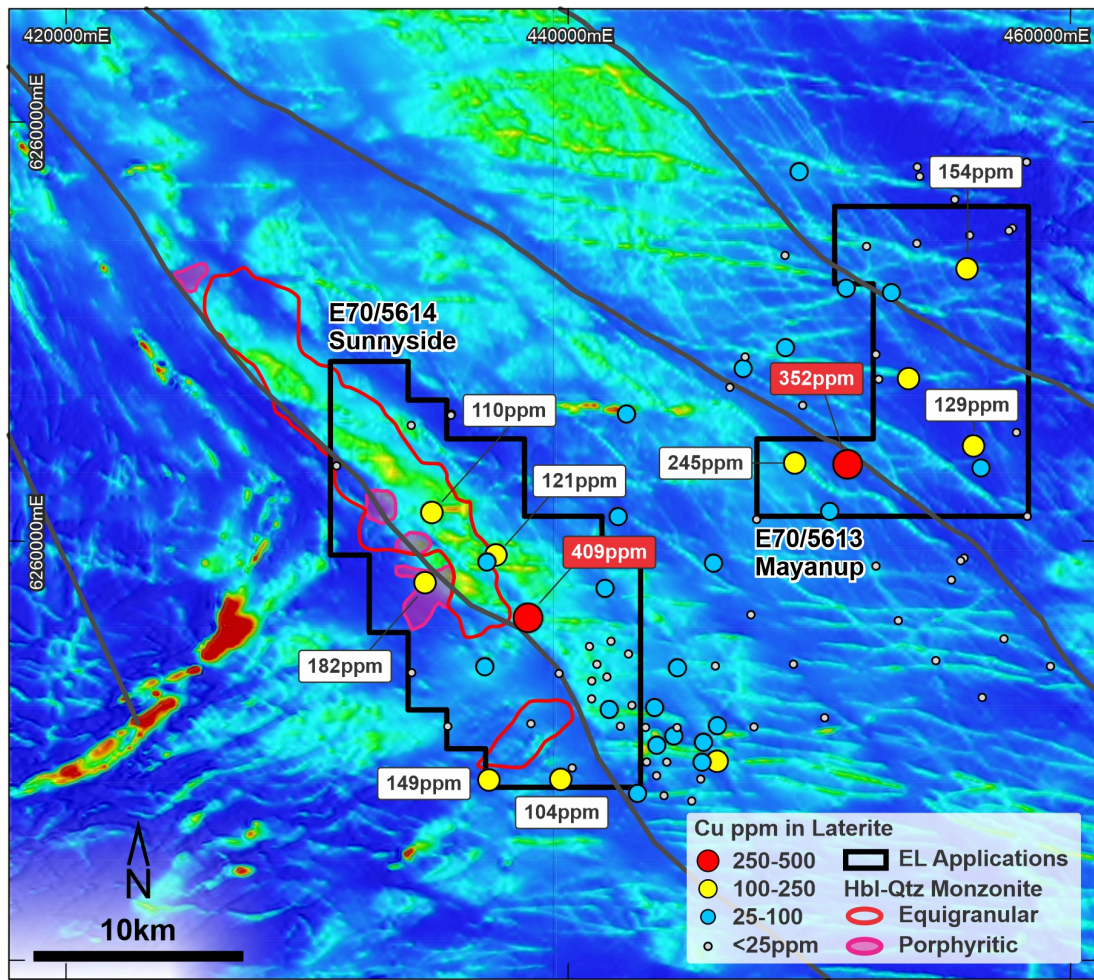 420000mE
440000mE
460000mE
6260000mE
154ppm
E70/5614
Sunnyside
352ppm
110ppm
129ppm
245ppm
121ppm
E70/5613
Mayanup
409ppm
6260000mE
182ppm
149ppm
104ppm
N
10km
Cu ppm in Laterite
250-500
EL Applications
100-250
Hbl-Qtz Monzonite
25-100
Equigranular
<25ppm
Porphyritic